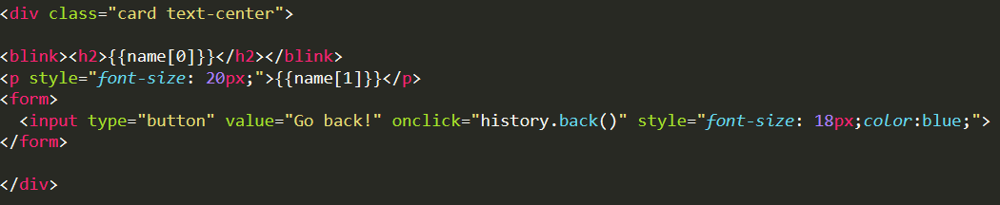 <div class="card text-center">
<blink><h2>{{name[0]}}</h2></blink>
<p style="font-size: 20px;">{{name[1]}}</p>
<form>
<input type="button" value="Go back!" onclick="history.back()" style="font-size: 18px;color:blue;">
</form>
</div>